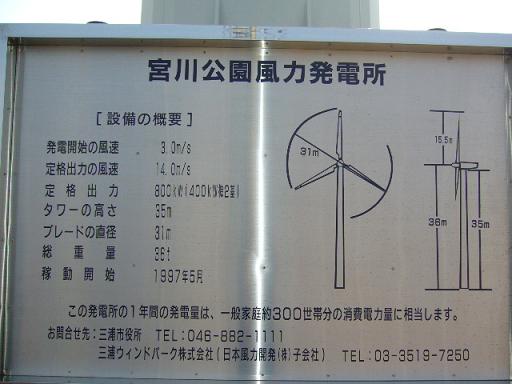 宮川公園風力発電所
[設備の概要]
発電開始の風速 3.0m/s
定格出力の風速 14.0m/s
定格出力 800kW(400kW2基)
タワーの高さ 35m
ブレードの直径 31m
総重量 36t
稼動開始 1997年5月
31m
15.5m
36m
35m
この発電所の1年間の発電量は、一般家庭約300世帯分の消費電力量に相当します。
お問合せ先：三浦市役所 TEL：046-882-1111
三浦ウィンドパーク株式会社(日本風力開発(株)子会社) TEL：03-3519-7250